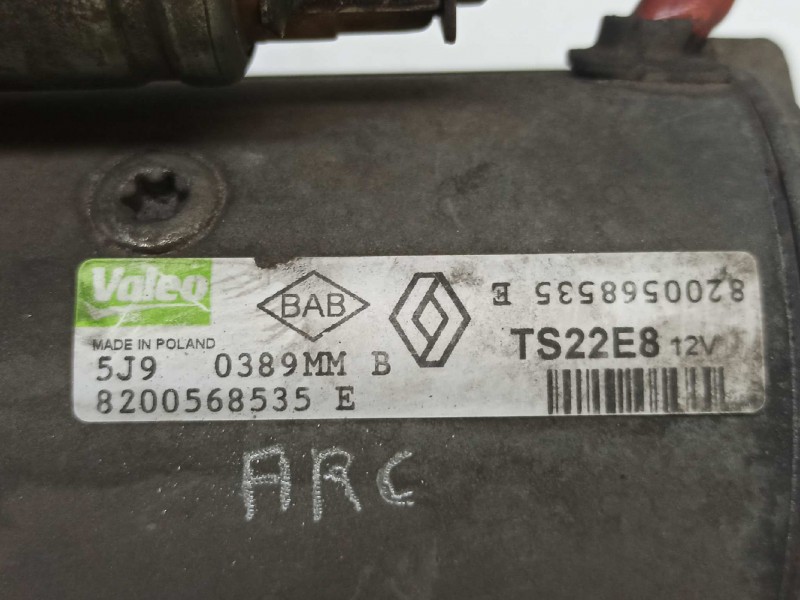 Valeo
BAB
8200568535 E
MADE IN POLAND
TS22E8 12V
5J9 0389MM B
8200568535 E
ARC